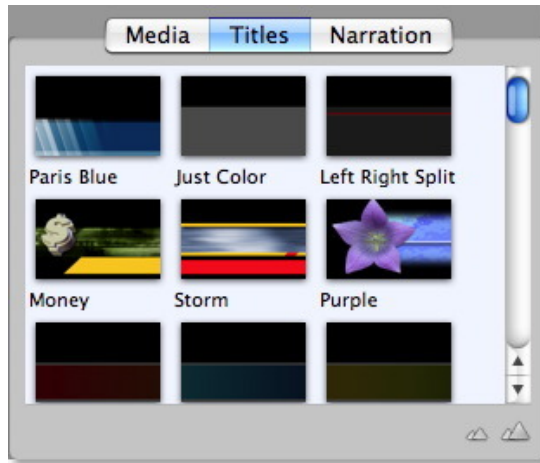 Media Titles Narration
Paris Blue Just Color Left Right Split
Money Storm Purple